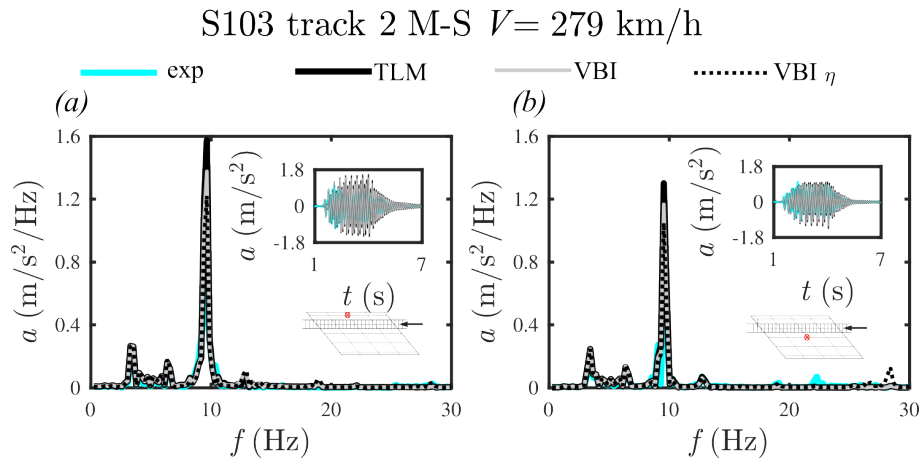 S103 track 2 M-S V= 279 km/h
exp TLM VBI VBI η
(a) (b)
1.6
1.2
0.8
0.4
0
a (m/s²/Hz)
0 10 20 30
f (Hz)
a (m/s²)
1.8
0
-1.8
1 7
t (s)
1.6
1.2
0.8
0.4
0
a (m/s²/Hz)
0 10 20 30
f (Hz)
a (m/s²)
1.8
0
-1.8
1 7
t (s)